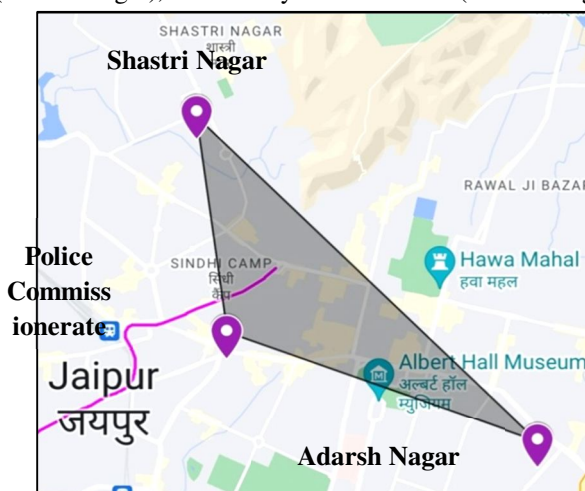 SHASTRI NAGAR
शास्त्री
Shastri Nagar
RAWAL JI BAZAR
SINDHI CAMP
सिंधी
कैंप
Hawa Mahal
हवा महल
Police
Commiss
ionerate
Albert Hall Museum
अल्बर्ट हॉल
म्यूजियम
Jaipur
जयपुर
Adarsh Nagar